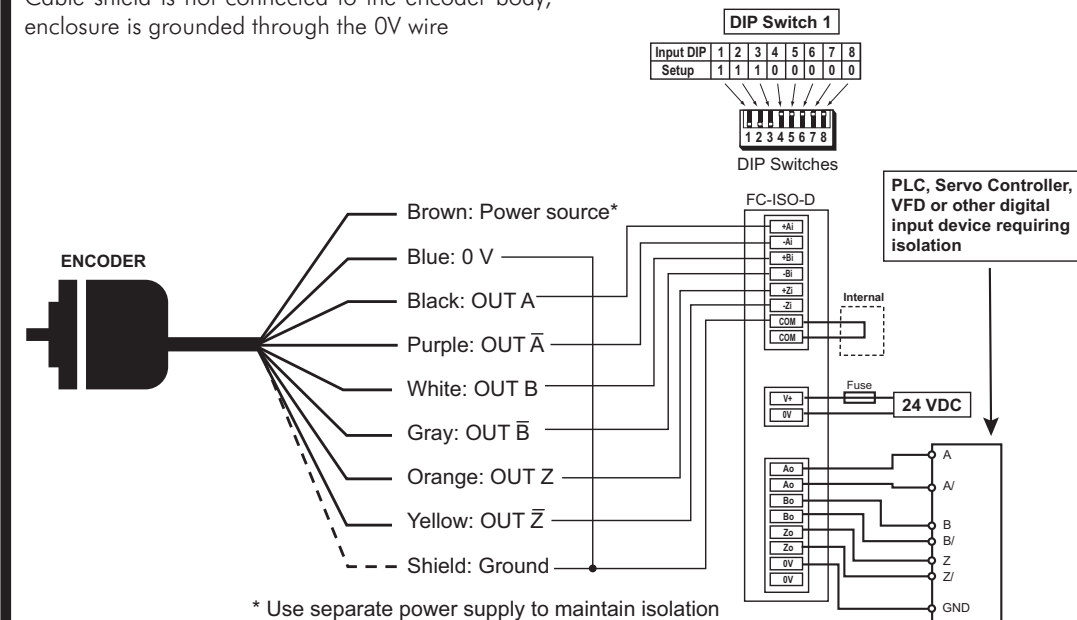 Cable shield is not connected to the encoder body;
enclosure is grounded through the 0V wire
DIP Switch 1
Input DIP 1 2 3 4 5 6 7 8
Setup 1 1 1 0 0 0 0 0
1 2 3 4 5 6 7 8
DIP Switches
ENCODER
Brown: Power source*
Blue: 0 V
Black: OUT A
Purple: OUT A̅
White: OUT B
Gray: OUT B̅
Orange: OUT Z
Yellow: OUT Z̅
Shield: Ground
* Use separate power supply to maintain isolation
FC-ISO-D
+Ai
-Ai
+Bi
-Bi
+Zi
-Zi
COM
COM
Internal
V+
0V
Fuse
24 VDC
Ao
Ao
Bo
Bo
Zo
Zo
0V
0V
PLC, Servo Controller,
VFD or other digital
input device requiring
isolation
A
A/
B
B/
Z
Z/
GND